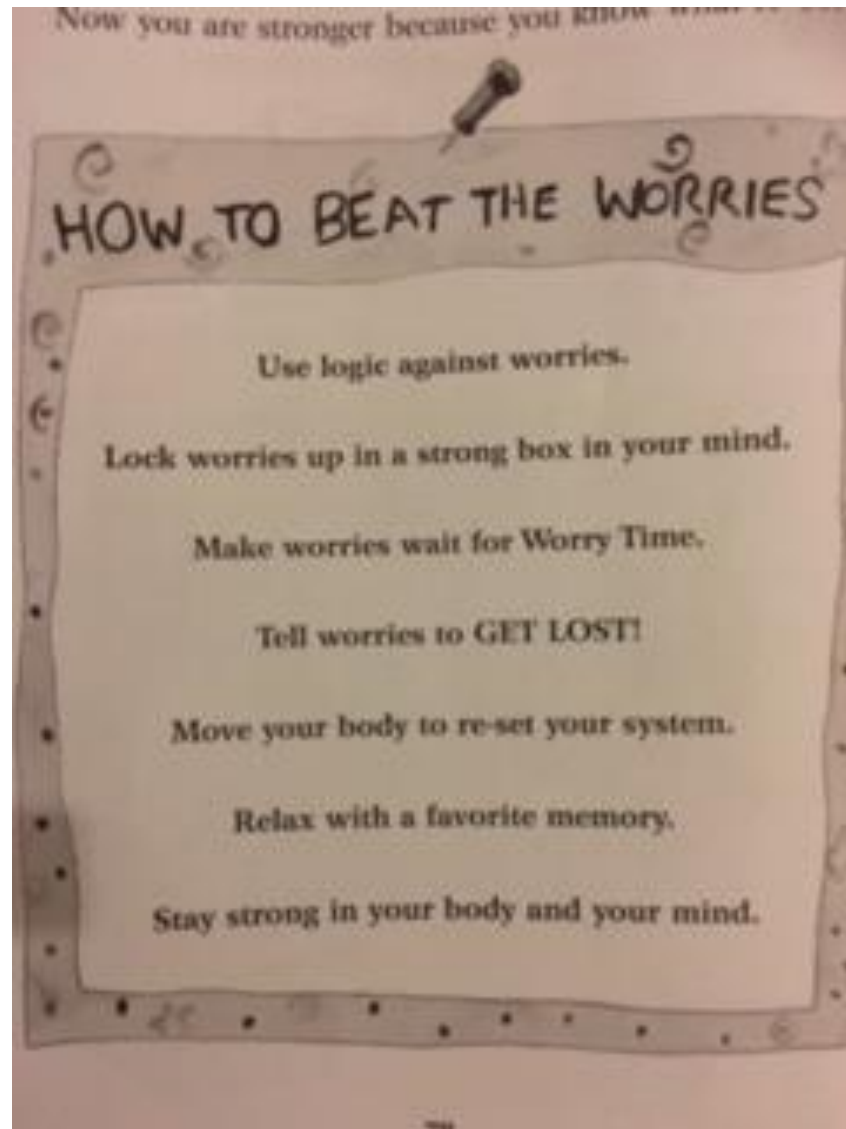 Now you are stronger because you know what
HOW TO BEAT THE WORRIES
Use logic against worries.
Lock worries up in a strong box in your mind.
Make worries wait for Worry Time.
Tell worries to GET LOST!
Move your body to re-set your system.
Relax with a favorite memory.
Stay strong in your body and your mind.